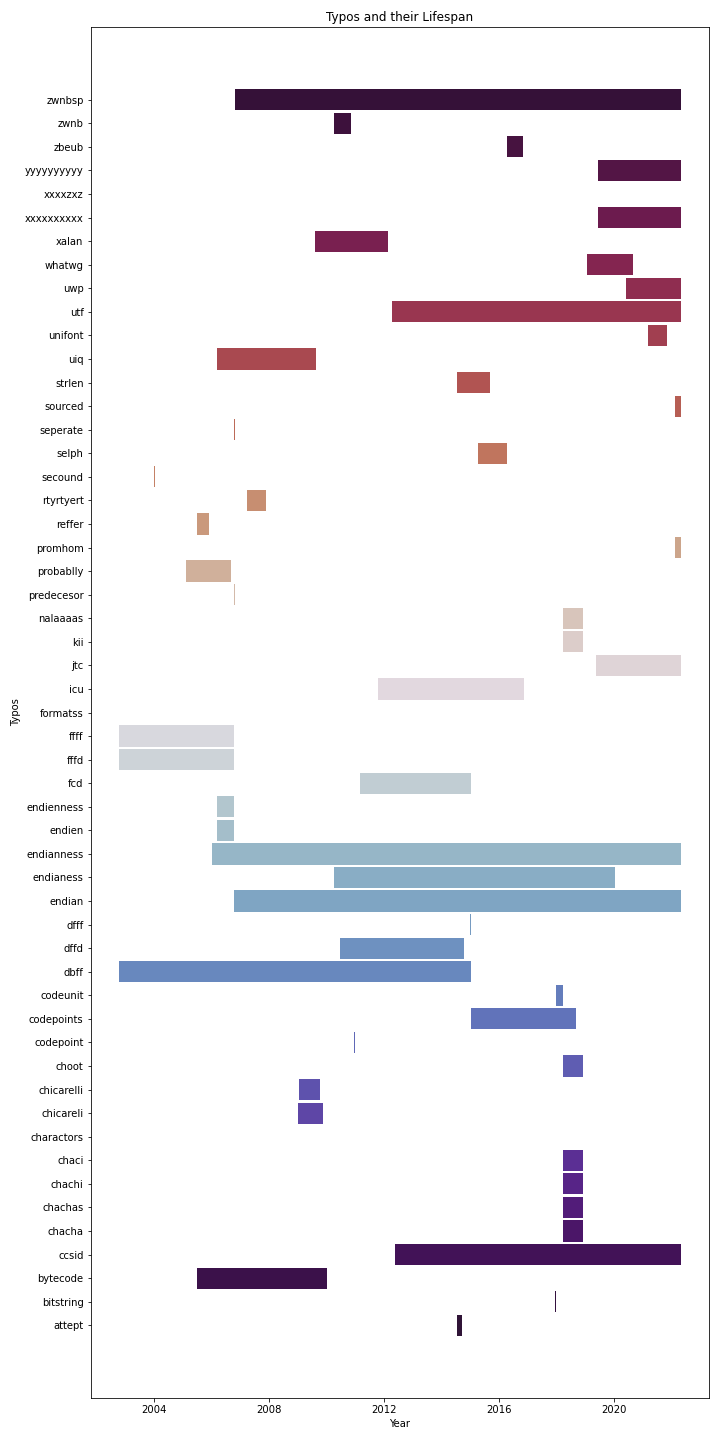 Typos and their Lifespan
zwnbsp
zwnb
zbeub
yyyyyyyyyy
xxxxzxz
xxxxxxxxxx
xalan
whatwg
uwp
utf
unifont
uiq
strlen
sourced
seperate
selph
secound
rtyrtyert
reffer
promhom
probablly
predecesor
nalaaaas
kii
jtc
icu
formatss
ffff
fffd
fcd
endienness
endien
endianness
endianess
endian
dfff
dffd
dbff
codeunit
codepoints
codepoint
choot
chicarelli
chicareli
charactors
chaci
chachi
chachas
chacha
ccsid
bytecode
bitstring
attept
Typos
2004 2008 2012 2016 2020
Year